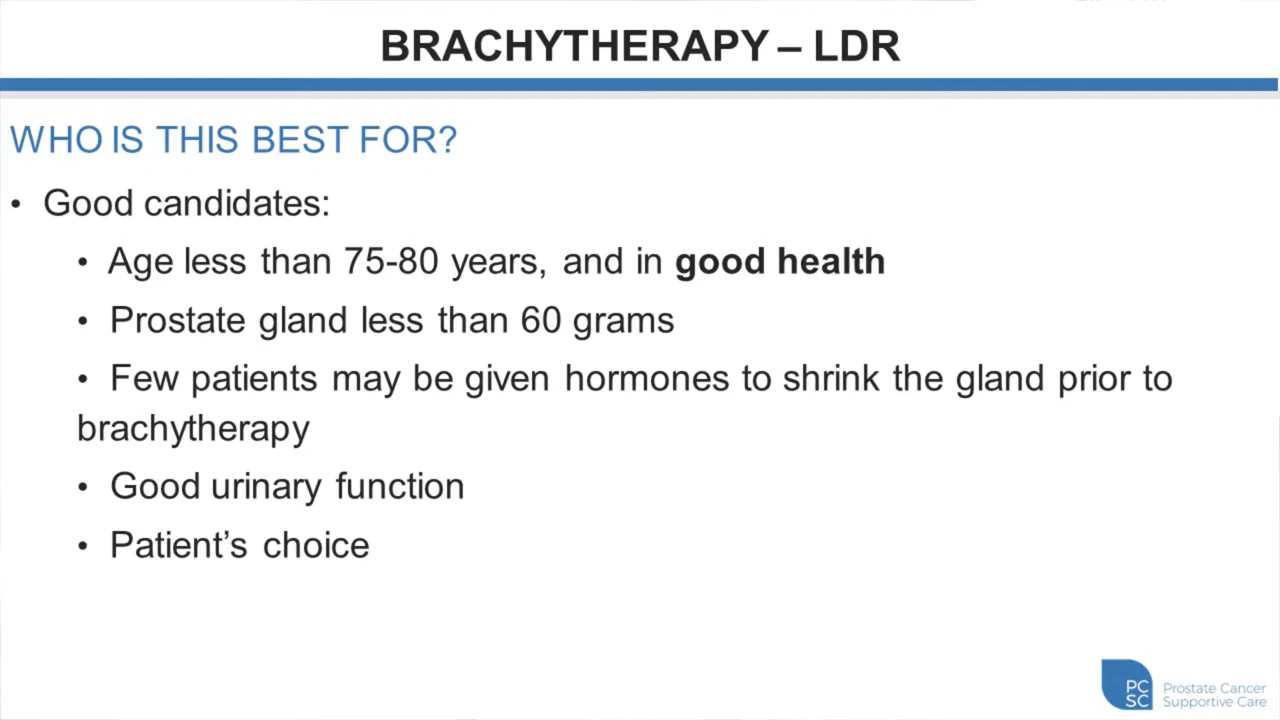 BRACHYTHERAPY – LDR
WHO IS THIS BEST FOR?
• Good candidates:
• Age less than 75-80 years, and in good health
• Prostate gland less than 60 grams
• Few patients may be given hormones to shrink the gland prior to
brachytherapy
• Good urinary function
• Patient’s choice
PC
SC
Prostate Cancer
Supportive Care